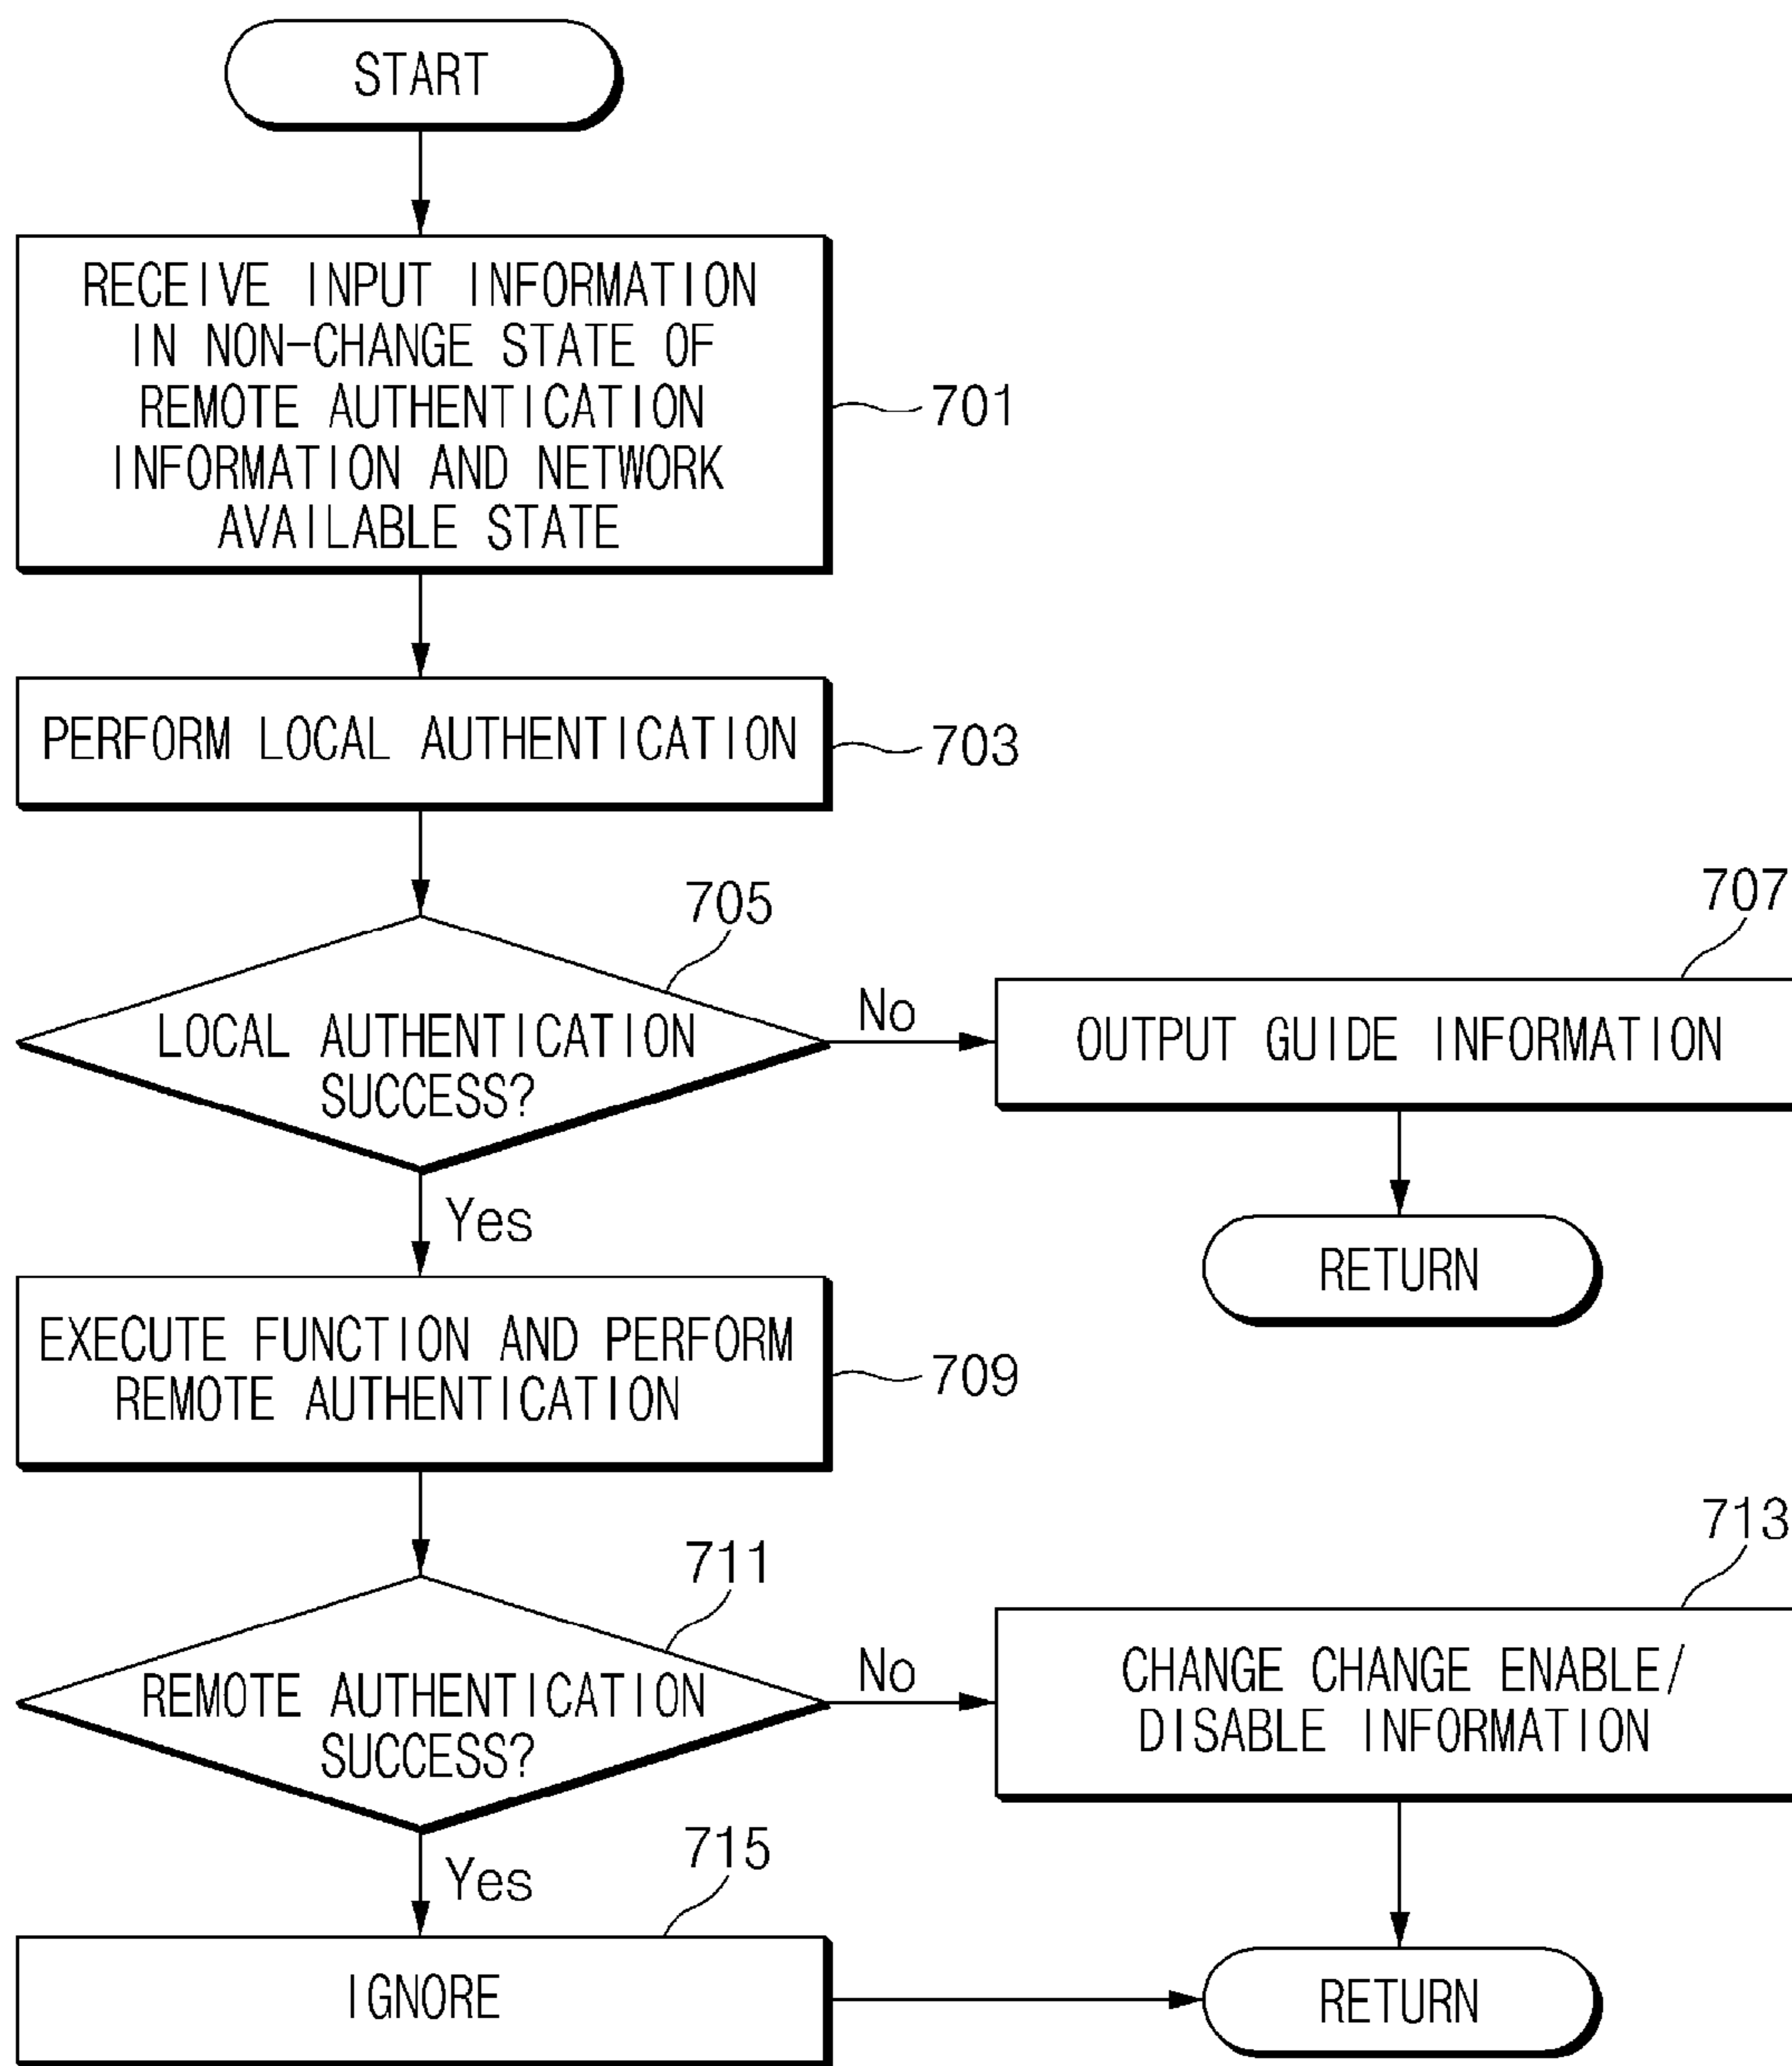 START
RECEIVE INPUT INFORMATION
IN NON-CHANGE STATE OF
REMOTE AUTHENTICATION
INFORMATION AND NETWORK
AVAILABLE STATE
701
PERFORM LOCAL AUTHENTICATION
703
705
LOCAL AUTHENTICATION
SUCCESS?
No
707
OUTPUT GUIDE INFORMATION
RETURN
Yes
EXECUTE FUNCTION AND PERFORM
REMOTE AUTHENTICATION
709
711
REMOTE AUTHENTICATION
SUCCESS?
No
713
CHANGE CHANGE ENABLE/
DISABLE INFORMATION
Yes
715
IGNORE
RETURN